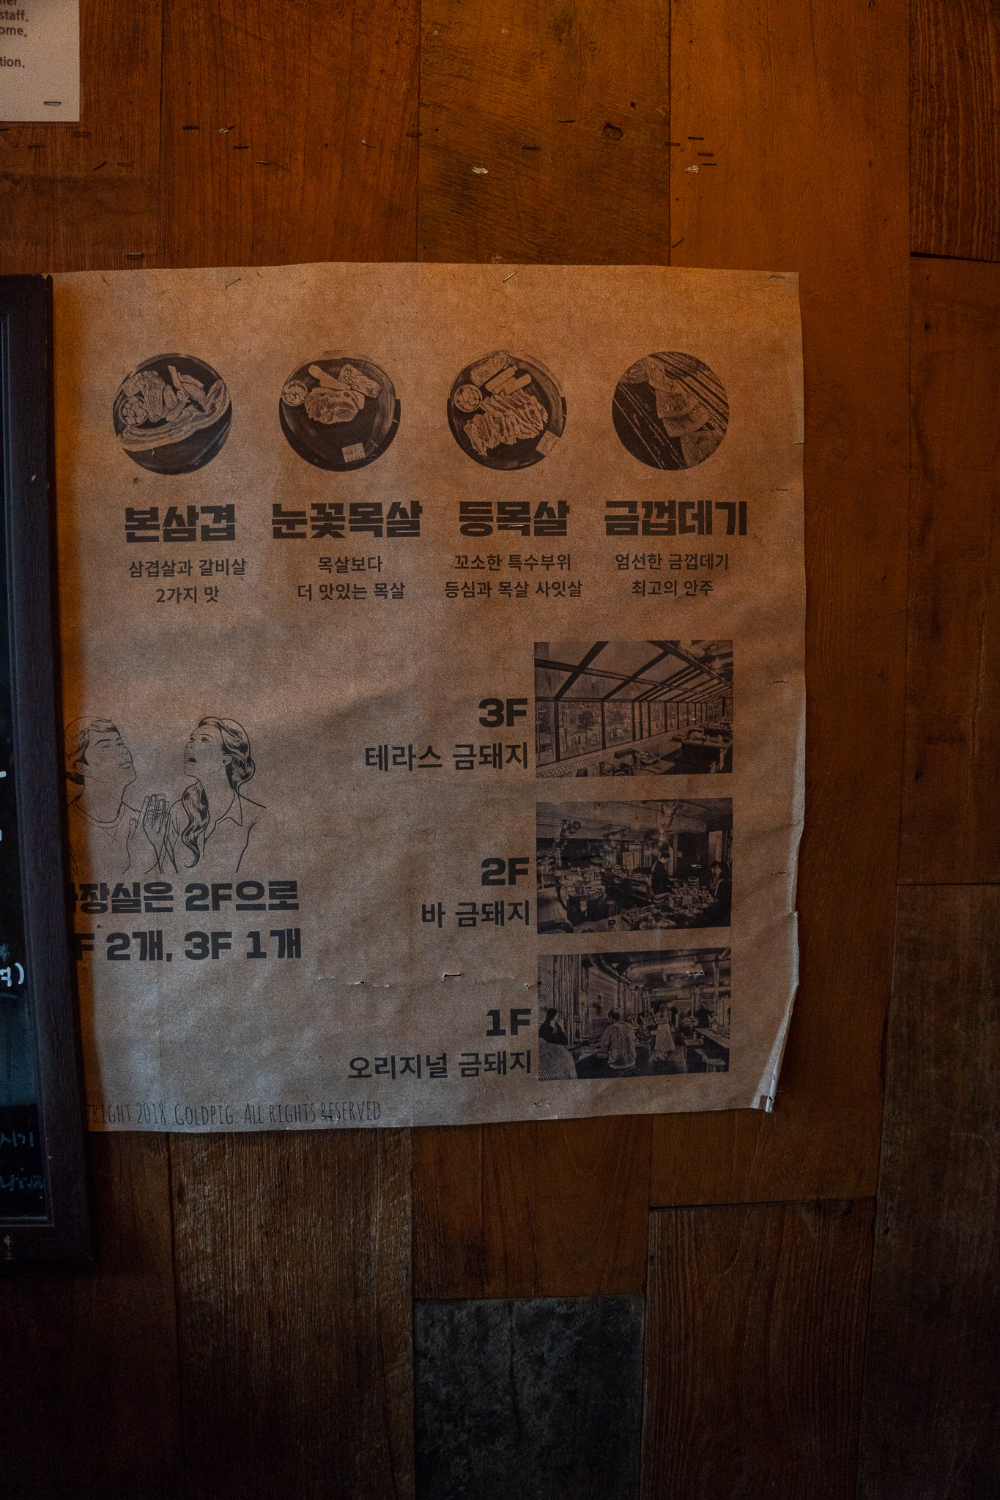 staff,
ome,
tion.
본삼겹
삼겹살과 갈비살
2가지 맛
눈꽃목살
목살보다
더 맛있는 목살
등목살
꼬소한 특수부위
등심과 목살 사잇살
금껍데기
엄선한 금껍데기
최고의 안주
3F
테라스 금돼지
2F
바 금돼지
장실은 2F으로
F 2개, 3F 1개
1F
오리지널 금돼지
RIGHT 2018. GOLDPIG. ALL RIGHTS RESERVED